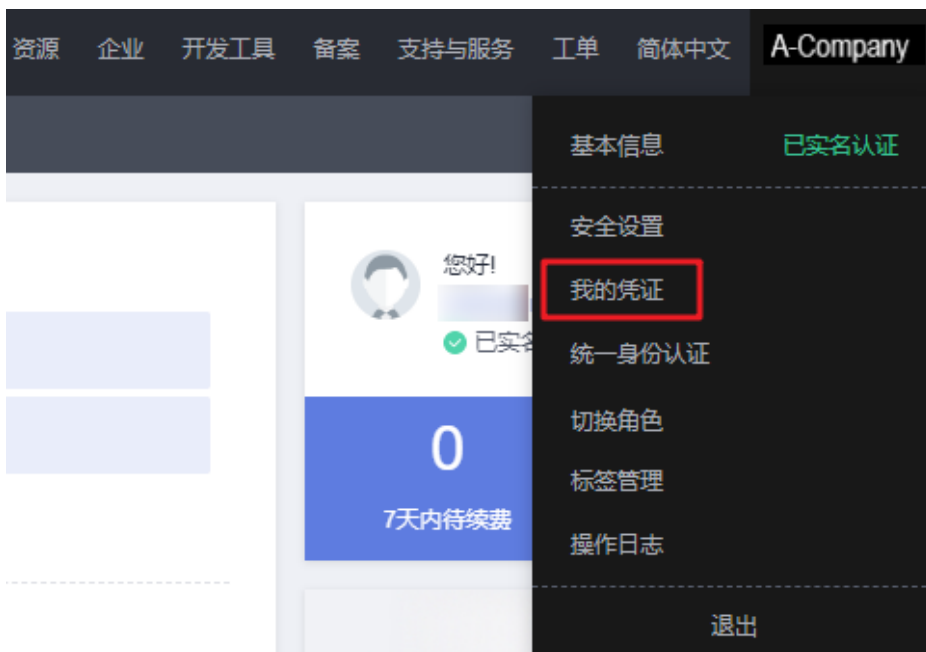 资源 企业 开发工具 备案 支持与服务 工单 简体中文 A-Company
基本信息 已实名认证
安全设置
您好!
我的凭证
已实名
统一身份认证
0
切换角色
标签管理
7天内待续费
操作日志
退出